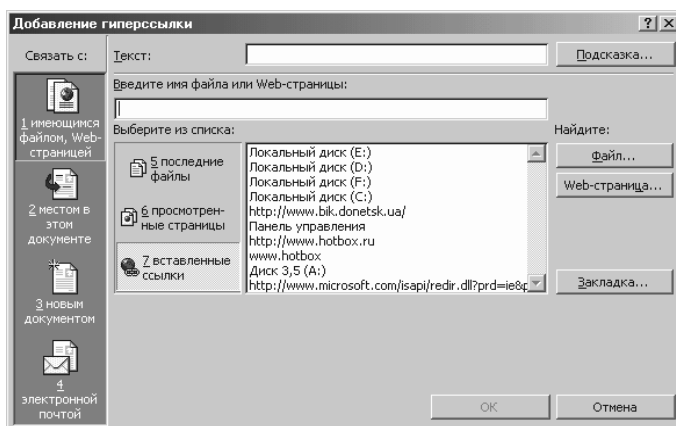 Добавление гиперссылки
Связать с:
Текст:
Подсказка...
1 имеющимся
файлом, Web-
страницей
2 местом в
этом
документе
3 новым
документом
4
электронной
почтой
Введите имя файла или Web-страницы:
Выберите из списка:
5 последние
файлы
6 просмотрен-
ные страницы
7 вставленные
ссылки
Локальный диск (E:)
Локальный диск (D:)
Локальный диск (F:)
Локальный диск (C:)
http://www.bik.donetsk.ua/
Панель управления
http://www.hotbox.ru
www.hotbox
Диск 3,5 (A:)
http://www.microsoft.com/isapi/redir.dll?prd=ie&p
Найдите:
Файл...
Web-страница...
Закладка...
OK
Отмена